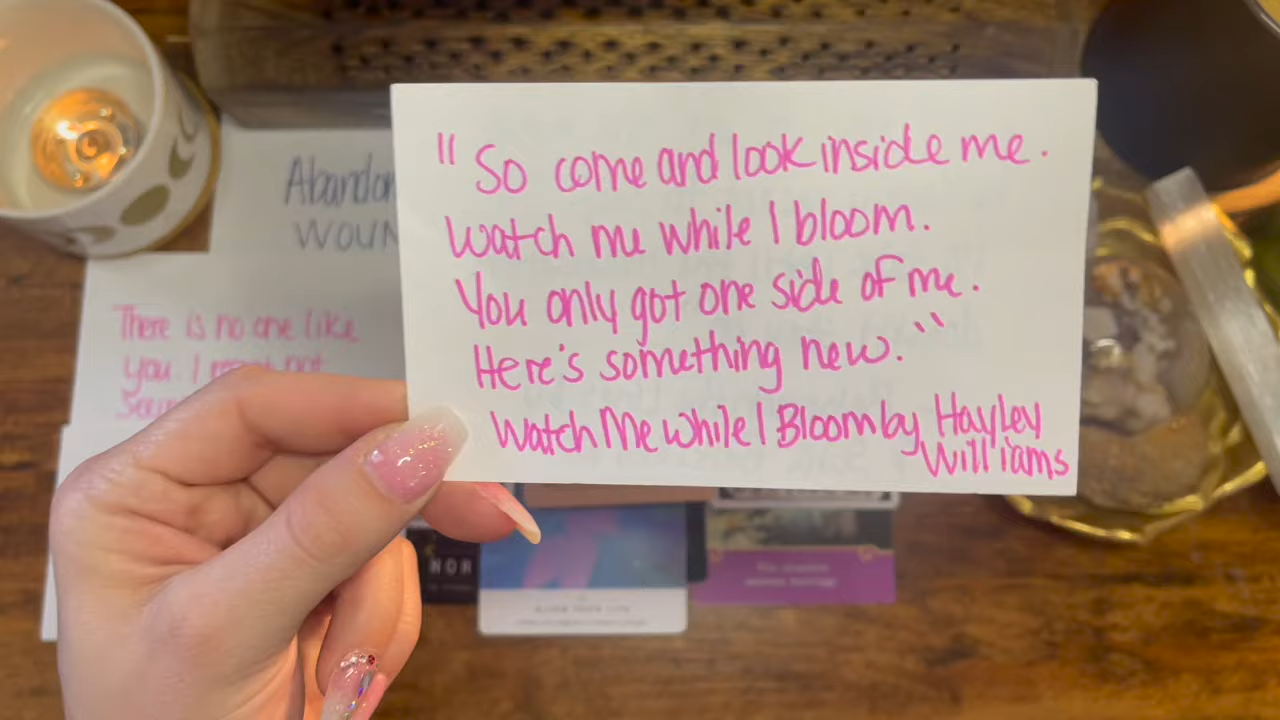 "So come and look inside me.
Watch me while I bloom.
You only got one side of me.
Here's something new."
Watch Me While I Bloom by Hayley
Williams
Abandon
WOUN
There is no one like
you. I
NOR